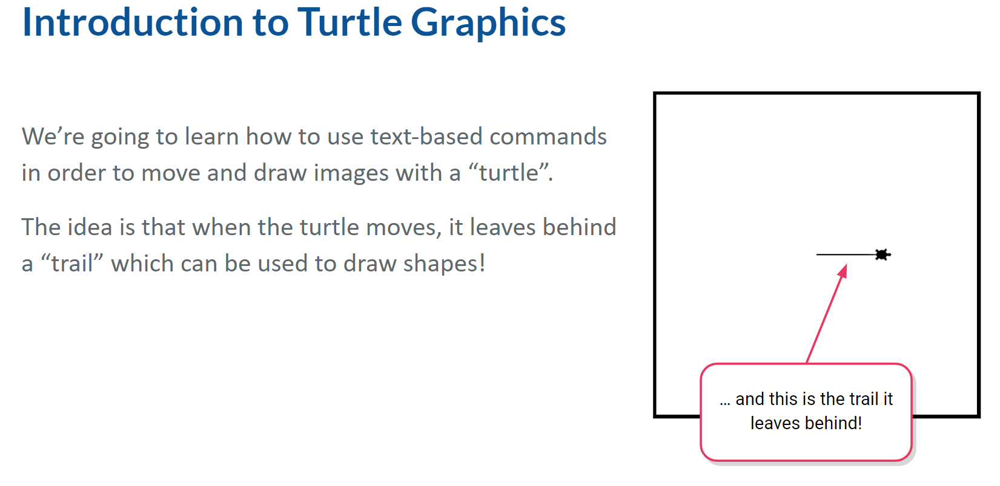 Introduction to Turtle Graphics
We’re going to learn how to use text-based commands
in order to move and draw images with a “turtle”.
The idea is that when the turtle moves, it leaves behind
a “trail” which can be used to draw shapes!
... and this is the trail it
leaves behind!